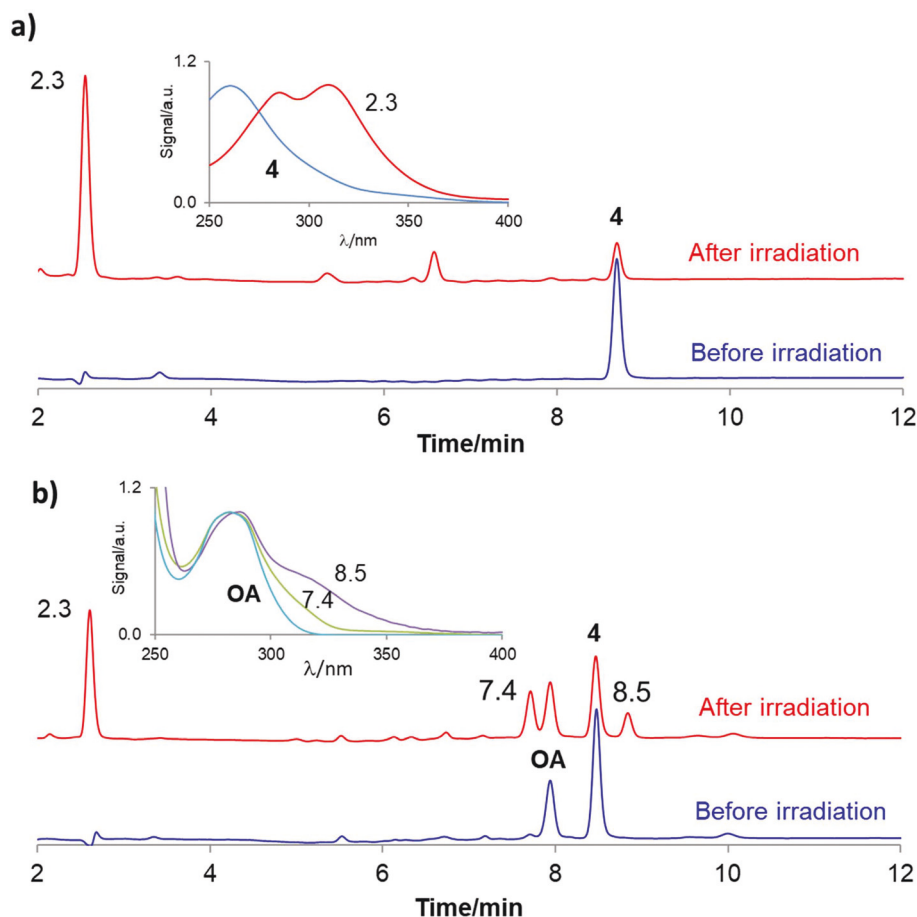 a)
2.3
1.2
Signal/a.u.
0.0
4
2.3
250 300 350 400
λ/nm
4
After irradiation
Before irradiation
2 4 6 8 10 12
Time/min
b)
2.3
1.2
Signal/a.u.
0.0
OA
7.4
8.5
250 300 350 400
λ/nm
7.4
4
8.5
After irradiation
OA
Before irradiation
2 4 6 8 10 12
Time/min